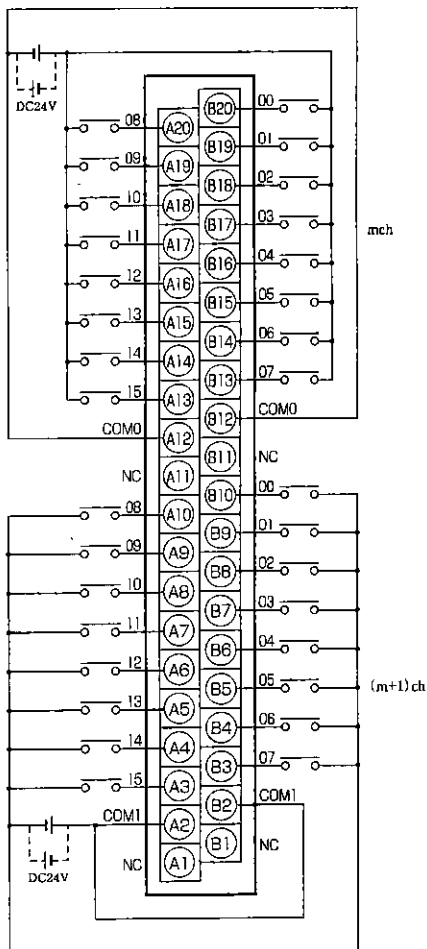 DC24V
08 A20 B20 00
09 A19 B19 01
10 A18 B18 02
11 A17 B17 03
mch
12 A16 B16 04
13 A15 B15 05
14 A14 B14 06
15 A13 B13 07
COM0 A12 B12 COM0
NC A11 B11 NC
08 A10 B10 00
09 A9 B9 01
10 A8 B8 02
11 A7 B7 03
12 A6 B6 04
13 A5 B5 05
(m+1)ch
14 A4 B4 06
15 A3 B3 07
COM1 A2 B2 COM1
NC A1 B1 NC
DC24V